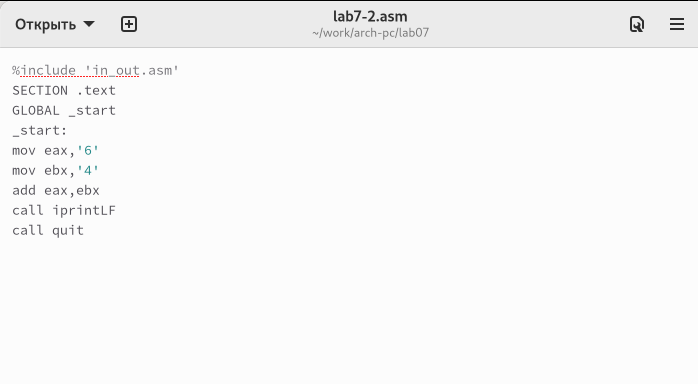 Открыть
lab7-2.asm
~/work/arch-pc/lab07
%include 'in_out.asm'
SECTION .text
GLOBAL _start
_start:
mov eax,'6'
mov ebx,'4'
add eax,ebx
call iprintLF
call quit